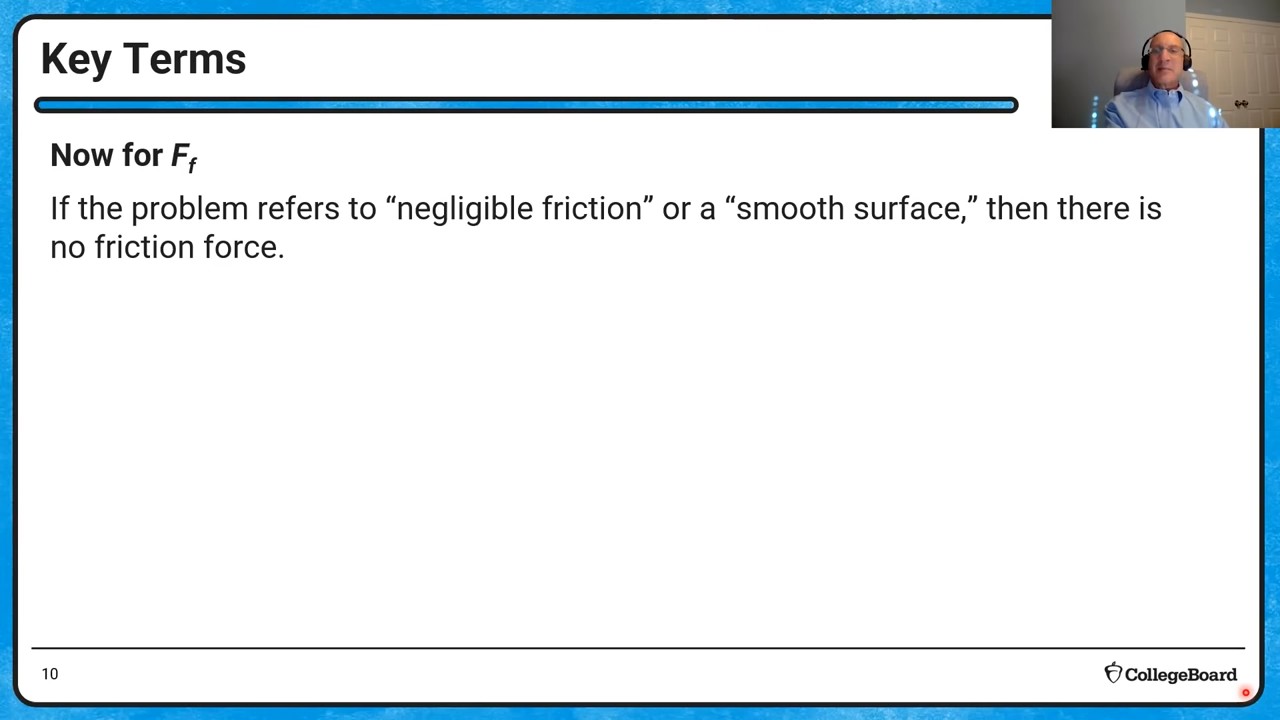 Key Terms
Now for Ff
If the problem refers to “negligible friction” or a “smooth surface,” then there is
no friction force.
10
CollegeBoard